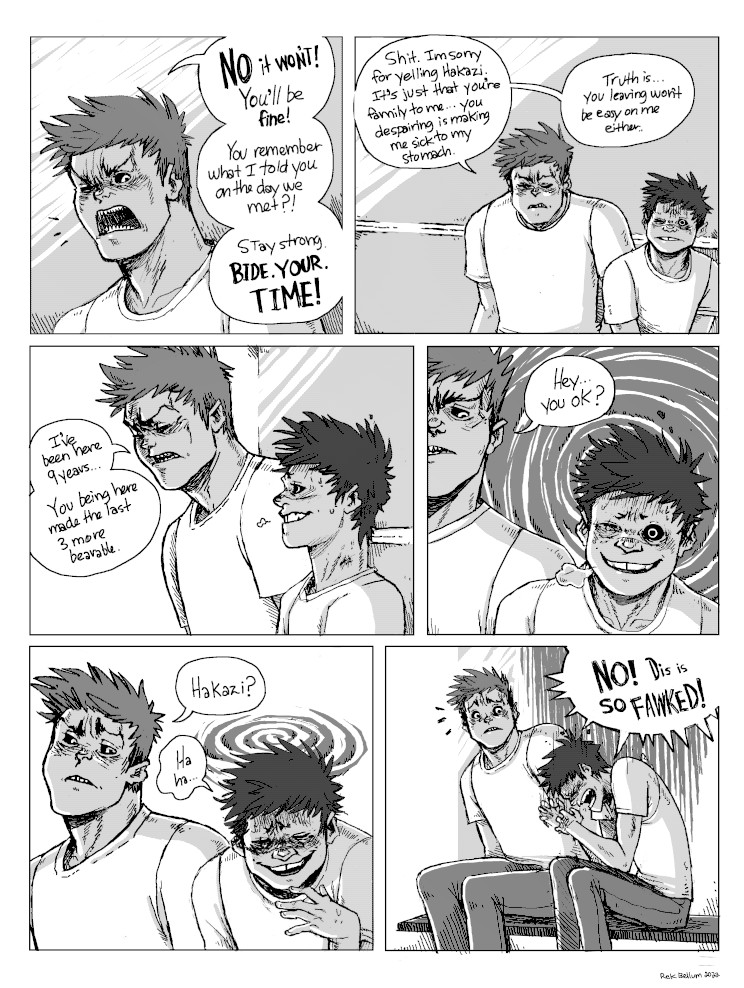 NO it WON'T!
You'll be
fine!
You remember
what I told you
on the day we
met?!
Stay strong.
BIDE.YOUR.
TIME!
Shit. I'm sorry
for yelling Hakazi.
It's just that you're
family to me... you
despairing is making
me sick to my
stomach.
Truth is...
you leaving won't
be easy on me
either.
I've
been here
9 years...
You being here
made the last
3 more
bearable.
Hey...
you ok?
Hakazi?
Ha
ha...
NO! Dis is
SO FAWKED!
Rek Bellum 2022